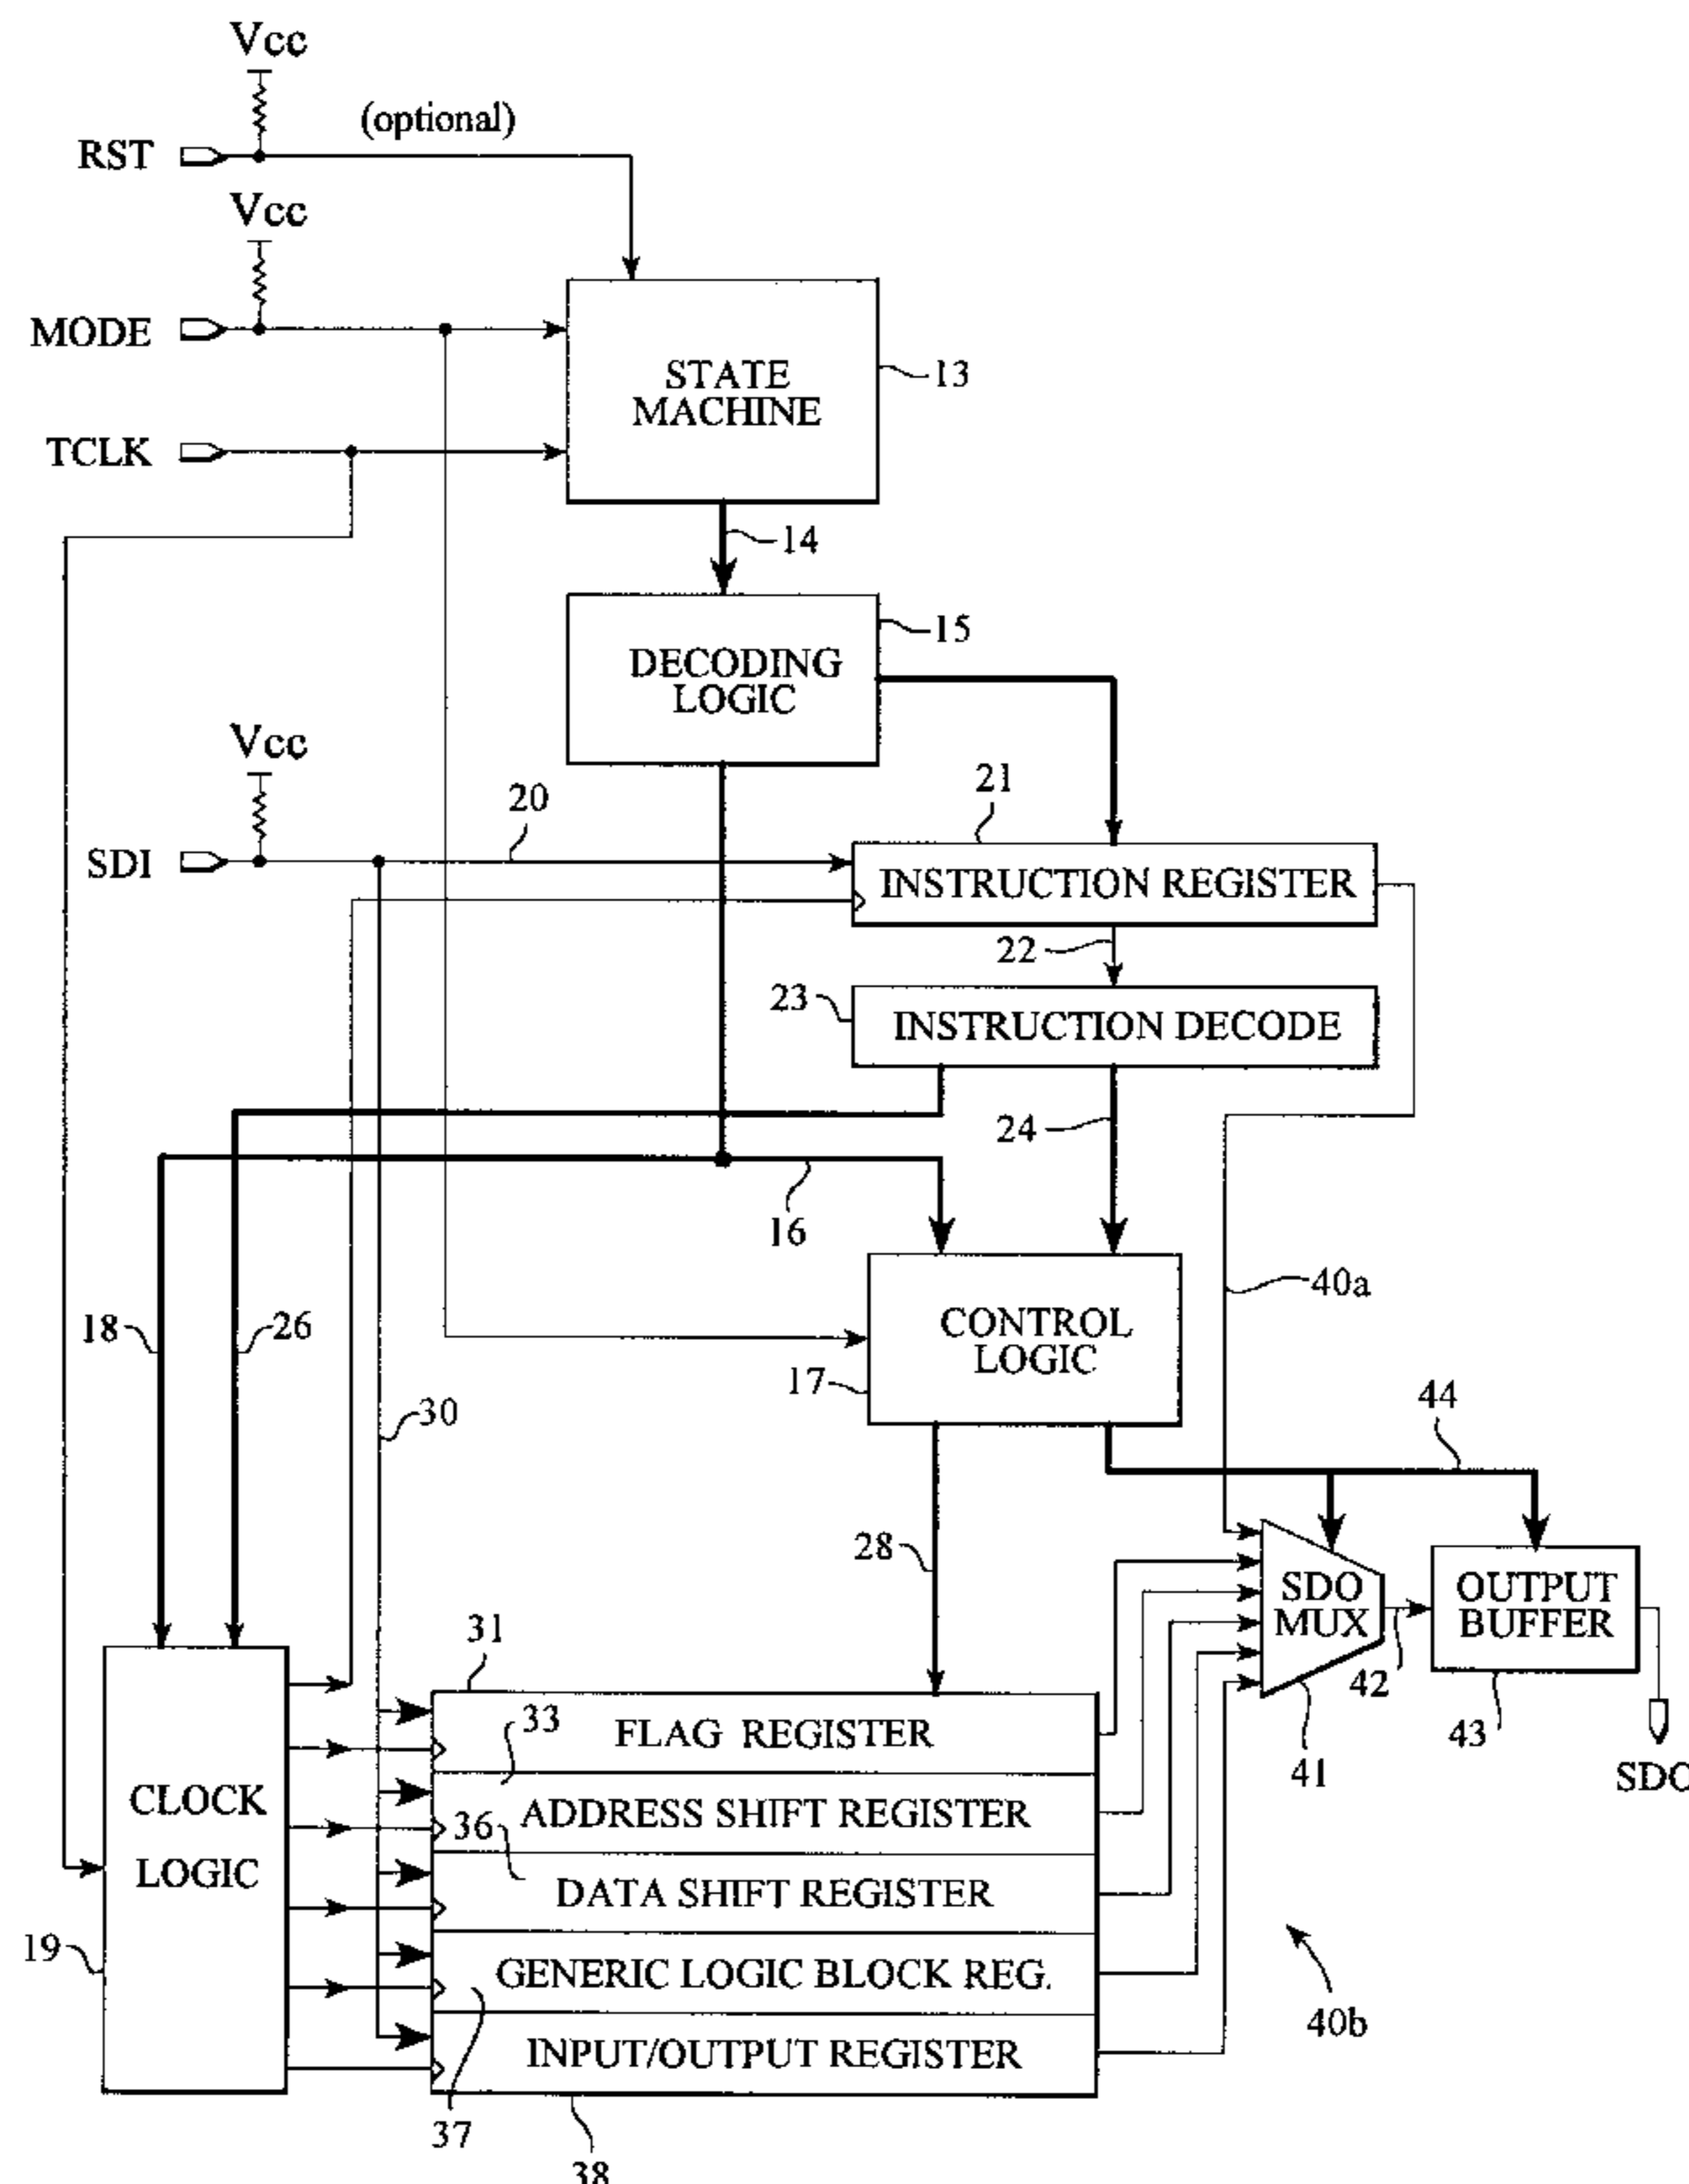 Vcc
(optional)
RST
Vcc
MODE
STATE
MACHINE
13
TCLK
14
15
DECODING
LOGIC
Vcc
20
21
SDI
INSTRUCTION REGISTER
22
23
INSTRUCTION DECODE
24
16
40a
18
26
CONTROL
LOGIC
17
30
44
28
SDO
MUX
OUTPUT
BUFFER
31
42
33
FLAG REGISTER
43
41
SDO
CLOCK
LOGIC
36
ADDRESS SHIFT REGISTER
DATA SHIFT REGISTER
19
GENERIC LOGIC BLOCK REG.
40b
INPUT/OUTPUT REGISTER
37
38